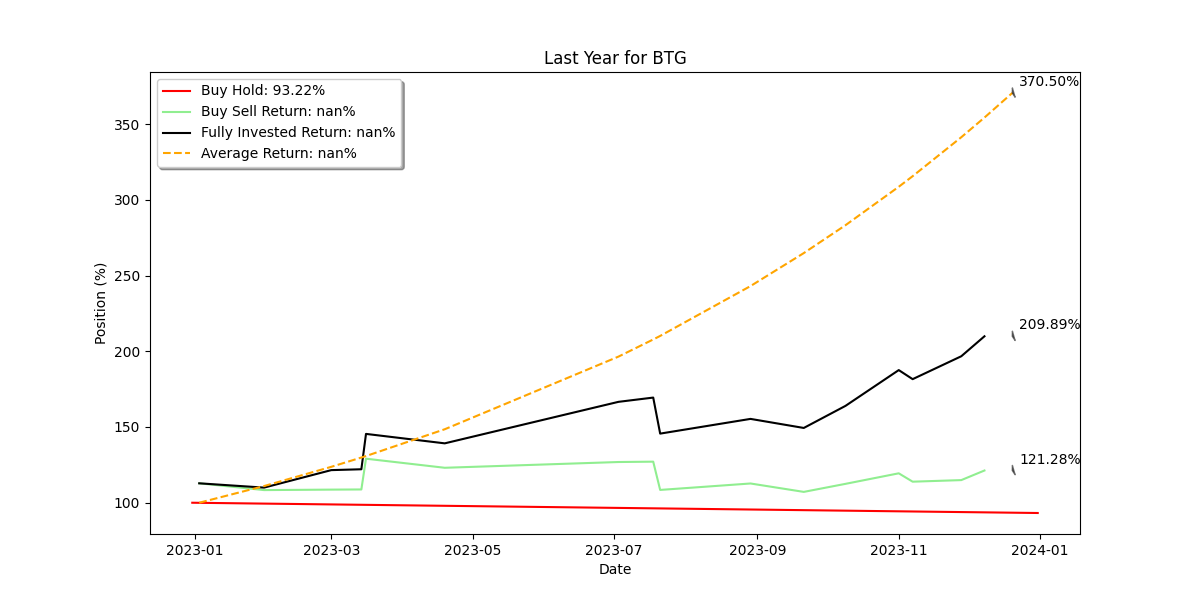 Last Year for BTG
Buy Hold: 93.22%
Buy Sell Return: nan%
Fully Invested Return: nan%
Average Return: nan%
370.50%
209.89%
121.28%
Position (%)
350
300
250
200
150
100
2023-01
2023-03
2023-05
2023-07
2023-09
2023-11
2024-01
Date